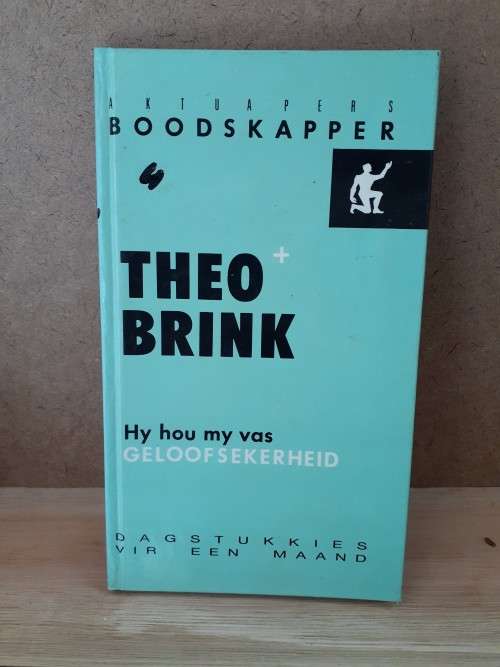 AKTUAPERS
BOODSKAPPER
THEO +
BRINK
Hy hou my vas
GELOOFSEKERHEID
DAGSTUKKIES
VIR EEN MAAND